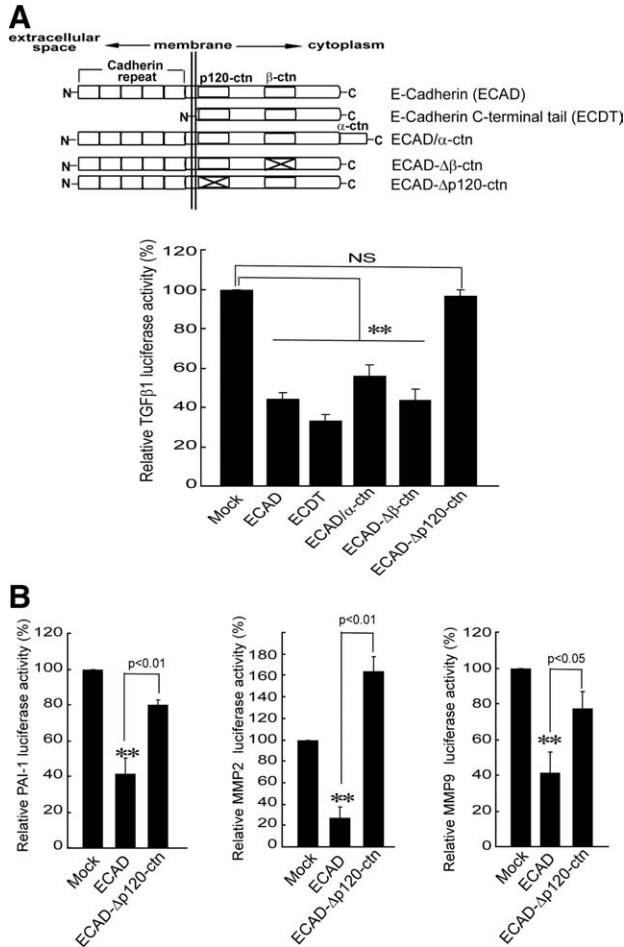 A
extracellular space membrane cytoplasm
Cadherin repeat p120-ctn β-ctn
N C E-Cadherin (ECAD)
N C E-Cadherin C-terminal tail (ECDT)
α-ctn
N C ECAD/α-ctn
N C ECAD-Δβ-ctn
N C ECAD-Δp120-ctn
Relative TGFβ1 luciferase activity (%)
120
100
80
60
40
20
0
NS
**
Mock
ECAD
ECDT
ECAD/α-ctn
ECAD-Δβ-ctn
ECAD-Δp120-ctn
B
Relative PAI-1 luciferase activity (%)
120
100
80
60
40
20
0
p<0.01
**
Mock
ECAD
ECAD-Δp120-ctn
Relative MMP2 luciferase activity (%)
180
160
140
120
100
80
60
40
20
0
p<0.01
**
Mock
ECAD
ECAD-Δp120-ctn
Relative MMP9 luciferase activity (%)
120
100
80
60
40
20
0
p<0.05
**
Mock
ECAD
ECAD-Δp120-ctn